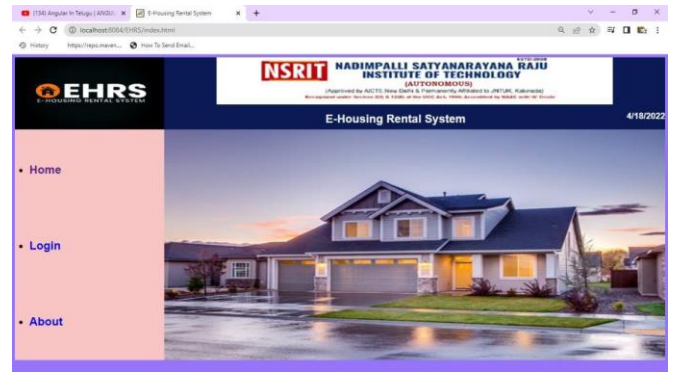 (134) Angular In Telugu | ANGUL
E-Housing Rental System
localhost:8084/EHRS/index.html
History
https://repo.maven...
How To Send Email...
EHRS
E-HOUSING RENTAL SYSTEM
ESTD-2008
NSRIT
NADIMPALLI SATYANARAYANA RAJU
INSTITUTE OF TECHNOLOGY
(AUTONOMOUS)
(Approved by AICTE, New Delhi & Permanently Affiliated to JNTUK, Kakinada)
E-Housing Rental System
4/18/2022
• Home
• Login
• About